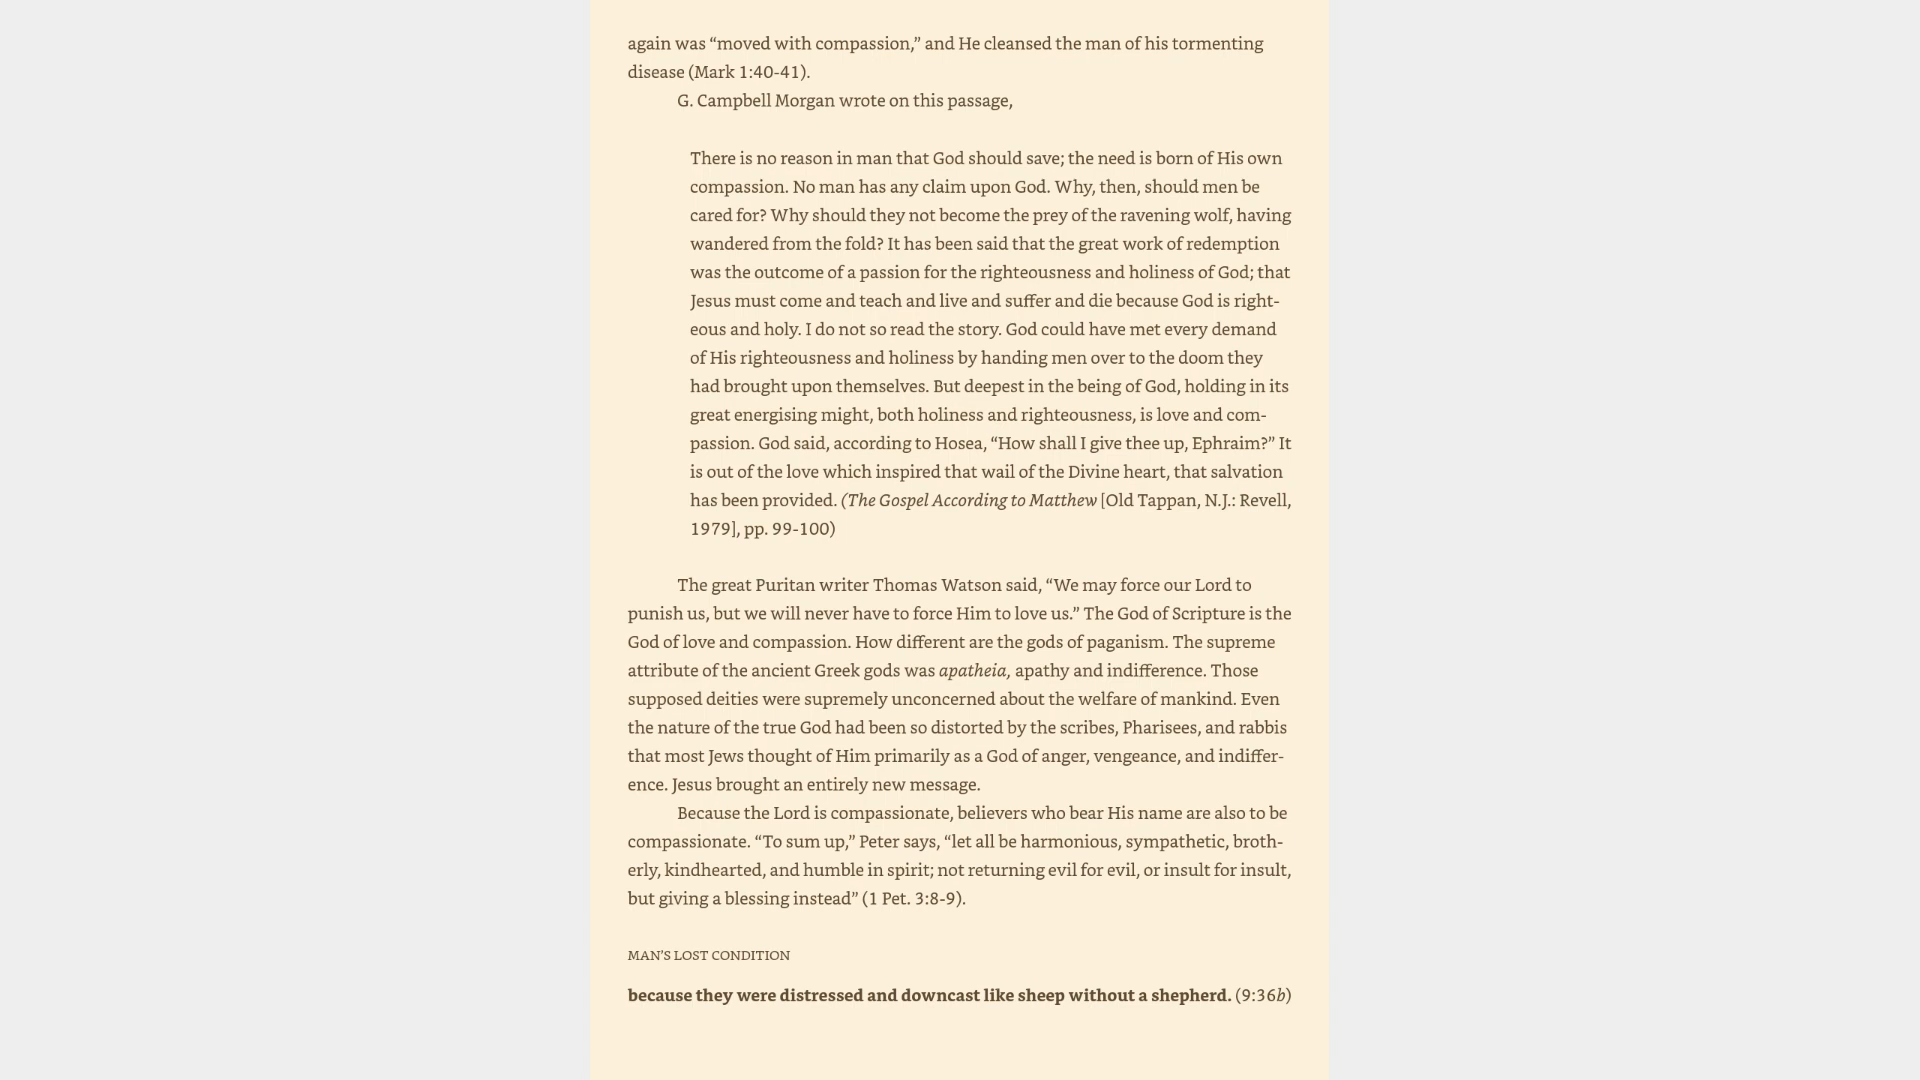 again was “moved with compassion,” and He cleansed the man of his tormenting
disease (Mark 1:40-41).
G. Campbell Morgan wrote on this passage,
There is no reason in man that God should save; the need is born of His own
compassion. No man has any claim upon God. Why, then, should men be
cared for? Why should they not become the prey of the ravening wolf, having
wandered from the fold? It has been said that the great work of redemption
was the outcome of a passion for the righteousness and holiness of God; that
Jesus must come and teach and live and suffer and die because God is right-
eous and holy. I do not so read the story. God could have met every demand
of His righteousness and holiness by handing men over to the doom they
had brought upon themselves. But deepest in the being of God, holding in its
great energising might, both holiness and righteousness, is love and com-
passion. God said, according to Hosea, “How shall I give thee up, Ephraim?” It
is out of the love which inspired that wail of the Divine heart, that salvation
has been provided. (The Gospel According to Matthew [Old Tappan, N.J.: Revell,
1979], pp. 99-100)
The great Puritan writer Thomas Watson said, “We may force our Lord to
punish us, but we will never have to force Him to love us.” The God of Scripture is the
God of love and compassion. How different are the gods of paganism. The supreme
attribute of the ancient Greek gods was apatheia, apathy and indifference. Those
supposed deities were supremely unconcerned about the welfare of mankind. Even
the nature of the true God had been so distorted by the scribes, Pharisees, and rabbis
that most Jews thought of Him primarily as a God of anger, vengeance, and indiffer-
ence. Jesus brought an entirely new message.
Because the Lord is compassionate, believers who bear His name are also to be
compassionate. “To sum up,” Peter says, “let all be harmonious, sympathetic, broth-
erly, kindhearted, and humble in spirit; not returning evil for evil, or insult for insult,
but giving a blessing instead” (1 Pet. 3:8-9).
MAN’S LOST CONDITION
because they were distressed and downcast like sheep without a shepherd. (9:36b)